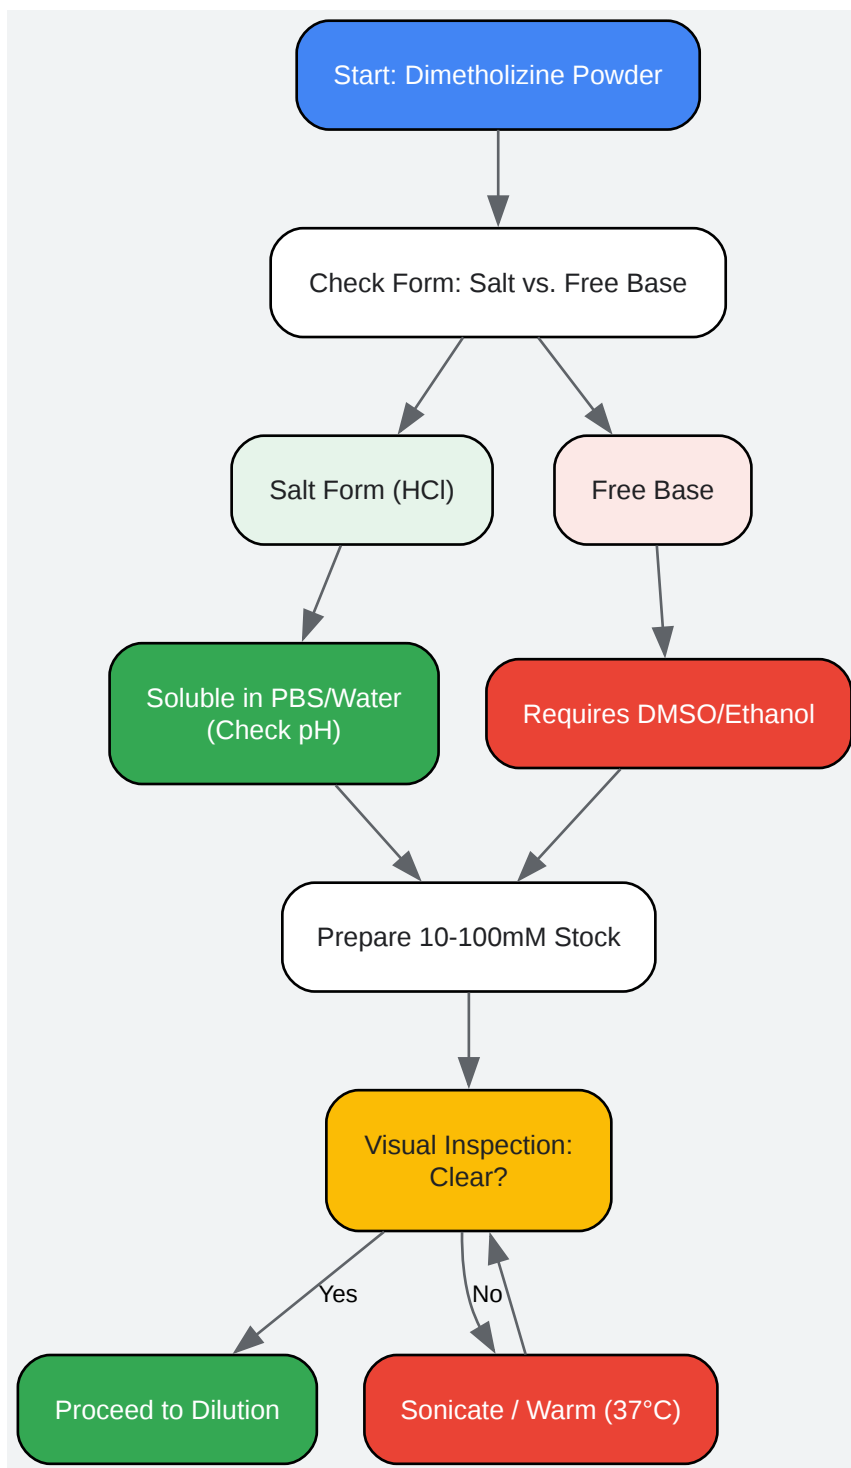 Start: Dimetholizine Powder
Check Form: Salt vs. Free Base
Salt Form (HCl)
Free Base
Soluble in PBS/Water
(Check pH)
Requires DMSO/Ethanol
Prepare 10-100mM Stock
Visual Inspection:
Clear?
Yes
No
Proceed to Dilution
Sonicate / Warm (37°C)